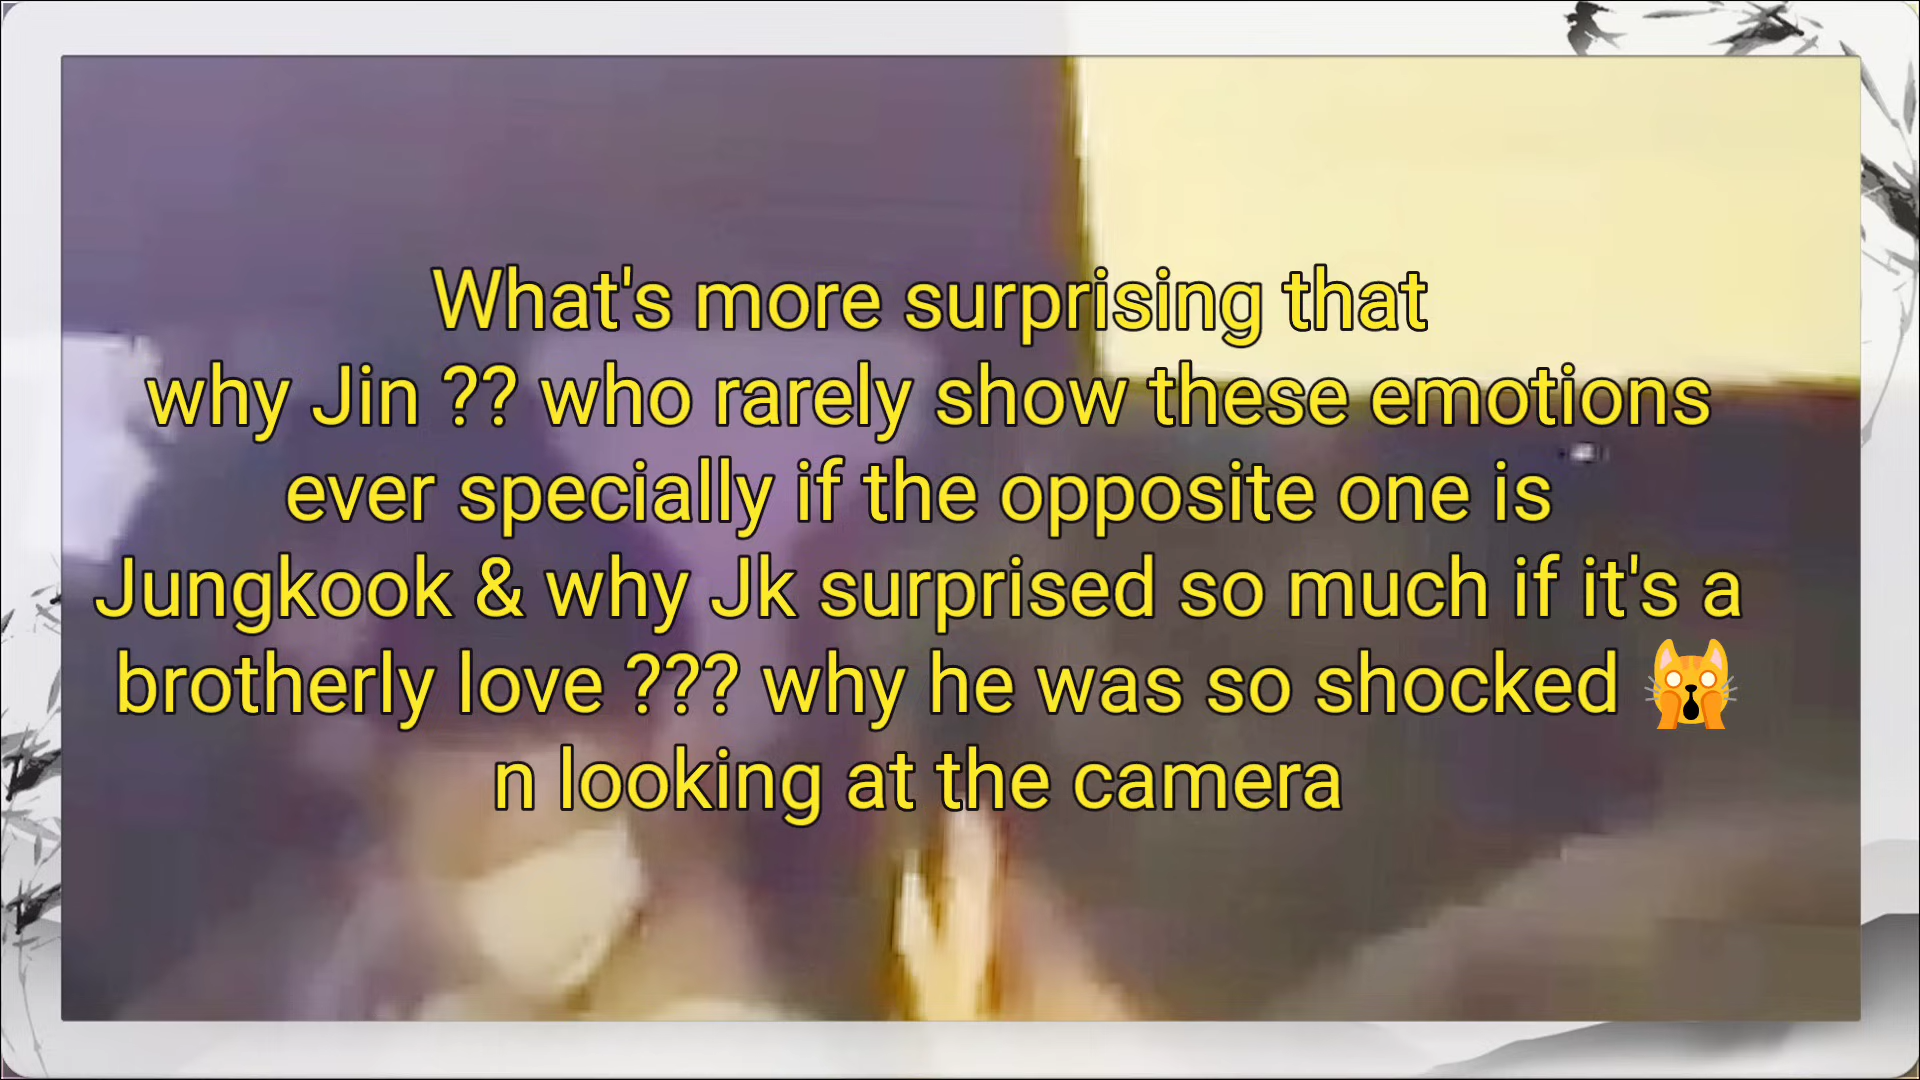 What's more surprising that
why Jin ?? who rarely show these emotions
ever specially if the opposite one is
Jungkook & why Jk surprised so much if it's a
brotherly love ??? why he was so shocked 🙀
n looking at the camera